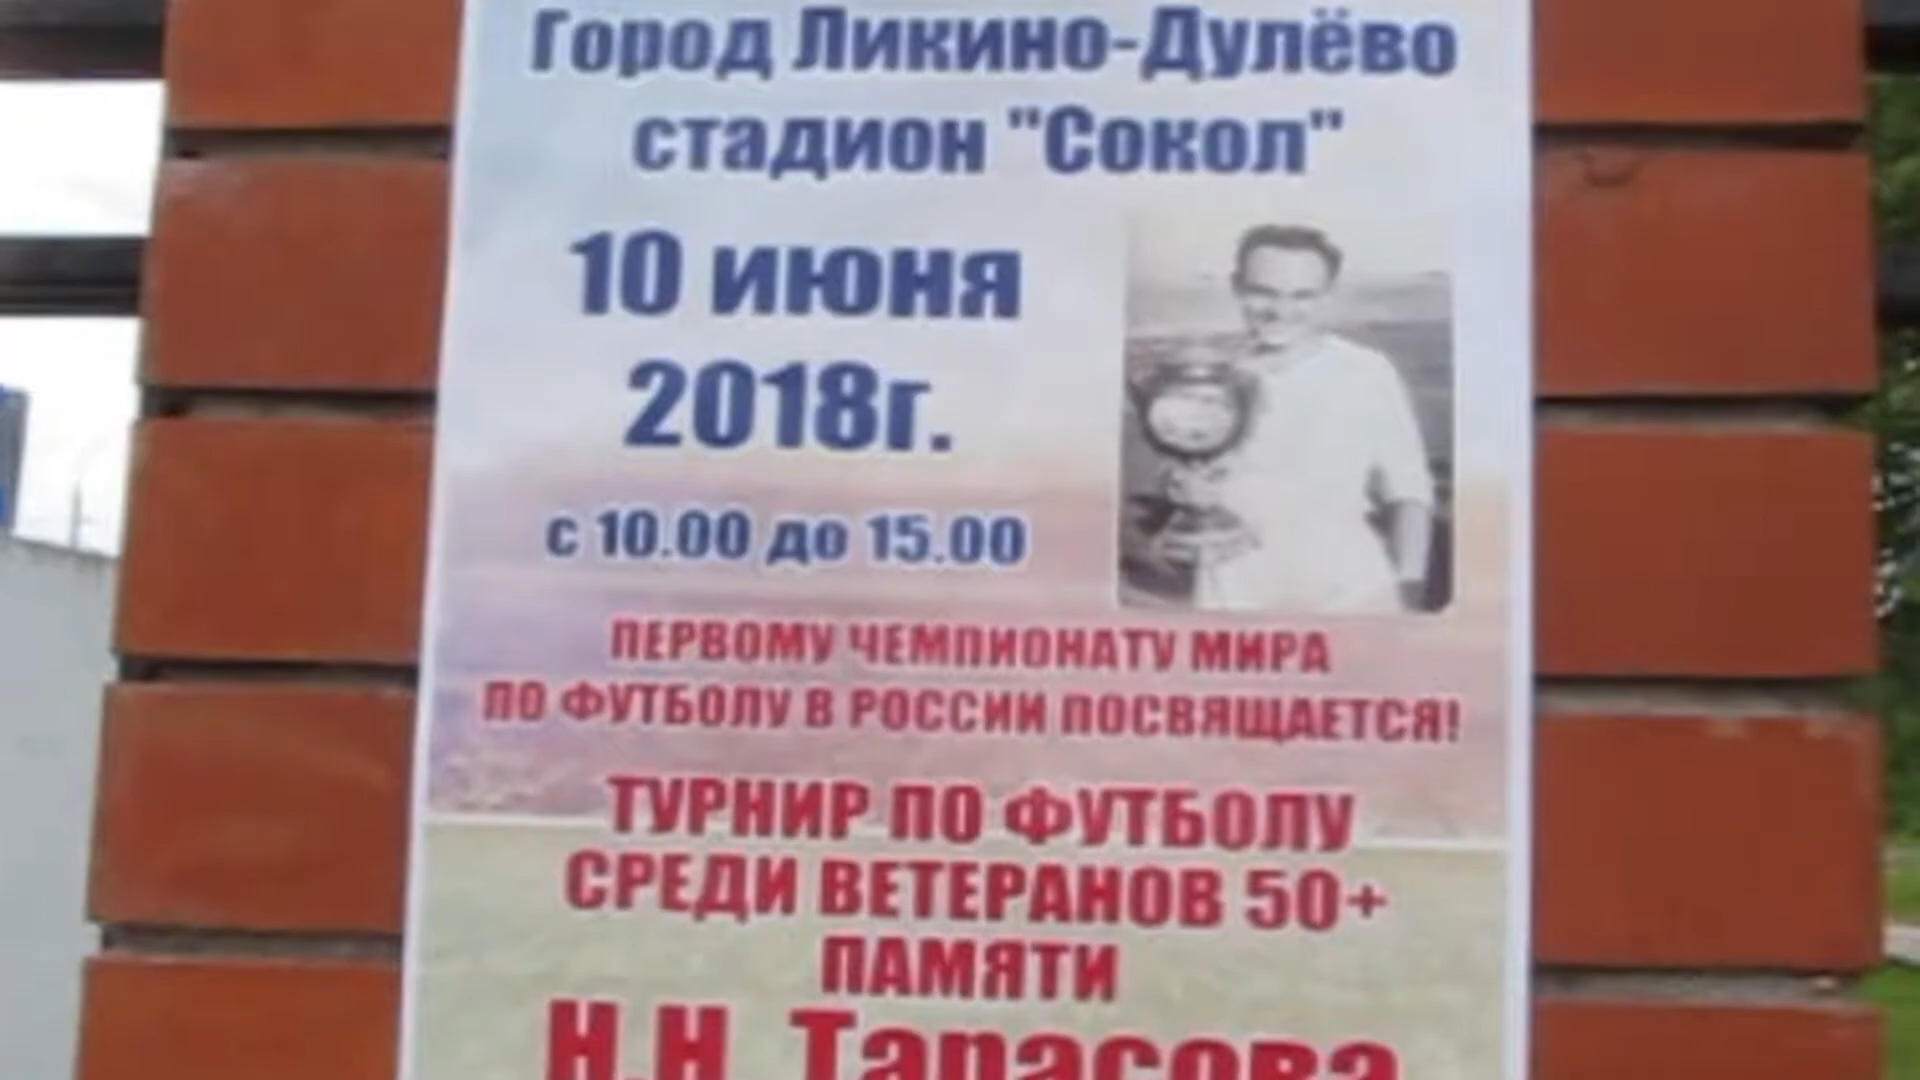 Город Ликино-Дулёво
стадион "Сокол"
10 июня
2018г.
с 10.00 до 15.00
ПЕРВОМУ ЧЕМПИОНАТУ МИРА
ПО ФУТБОЛУ В РОССИИ ПОСВЯЩАЕТСЯ!
ТУРНИР ПО ФУТБОЛУ
СРЕДИ ВЕТЕРАНОВ 50+
ПАМЯТИ
Н.Н. Тарасова